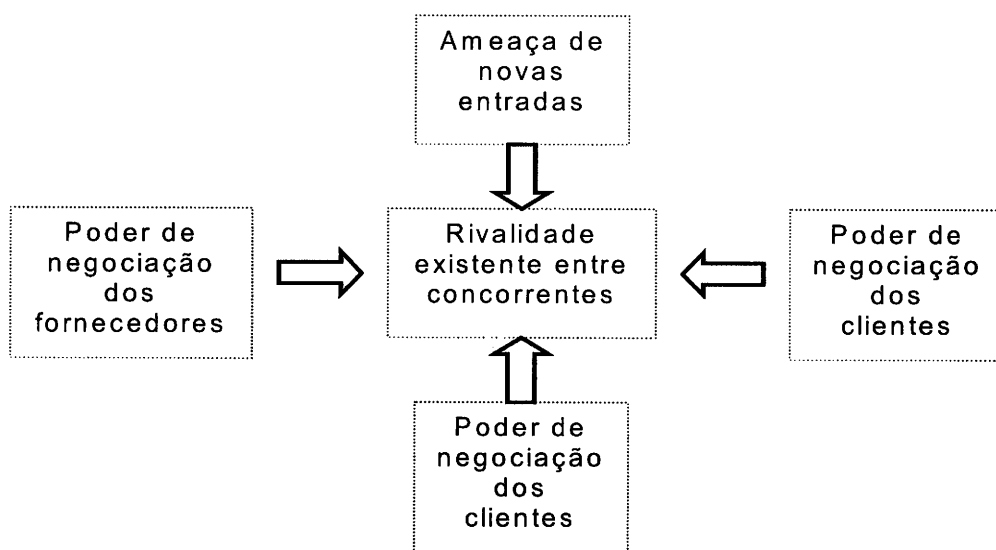 Ameaça de
novas
entradas
Poder de
negociação
dos
fornecedores
Rivalidade
existente entre
concorrentes
Poder de
negociação
dos
clientes
Poder de
negociação
dos
clientes